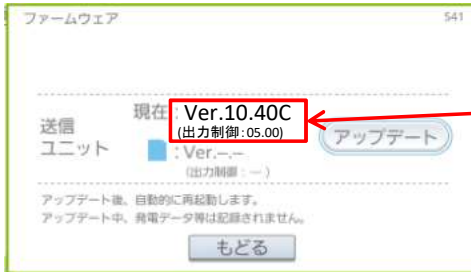 ファームウェア S41
現在 : Ver.10.40C
(出力制御:05.00)
送信
ユニット
: Ver.−.−
(出力制御 : −− )
アップデート
アップデート後、自動的に再起動します。
アップデート中、発電データ等は記録されません。
もどる